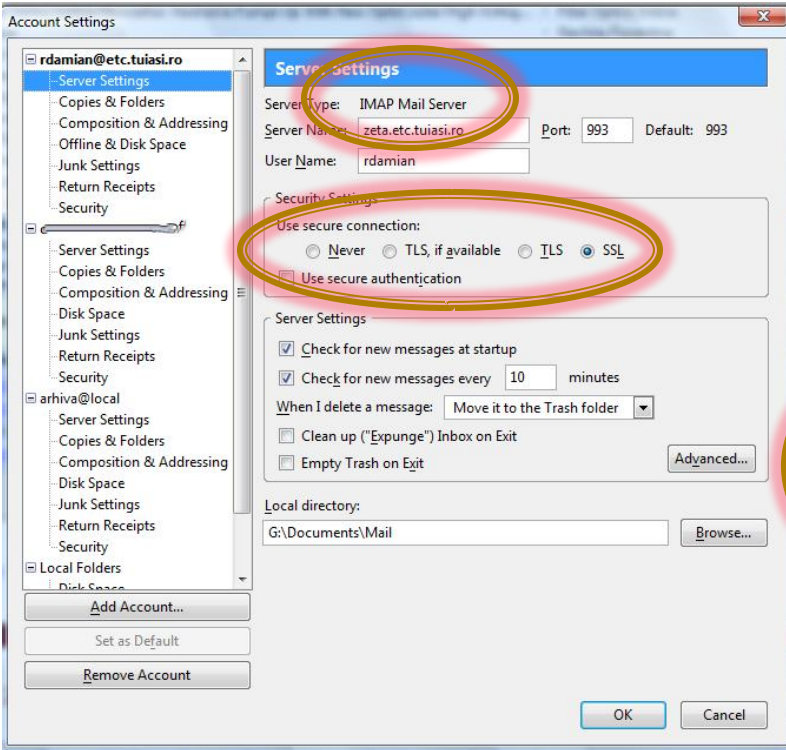 Account Settings
rdamian@etc.tuiasi.ro
Server Settings
Copies & Folders
Composition & Addressing
Offline & Disk Space
Junk Settings
Return Receipts
Security
Server Settings
Copies & Folders
Composition & Addressing
Disk Space
Junk Settings
Return Receipts
Security
arhiva@local
Server Settings
Copies & Folders
Composition & Addressing
Disk Space
Junk Settings
Return Receipts
Security
Local Folders
Disk Space
Add Account...
Set as Default
Remove Account
Server Settings
Server Type: IMAP Mail Server
Server Name: zeta.etc.tuiasi.ro Port: 993 Default: 993
User Name: rdamian
Security Settings
Use secure connection:
Never TLS, if available TLS SSL
Use secure authentication
Server Settings
Check for new messages at startup
Check for new messages every 10 minutes
When I delete a message: Move it to the Trash folder
Clean up ("Expunge") Inbox on Exit
Empty Trash on Exit
Advanced...
Local directory:
G:\Documents\Mail
Browse...
OK Cancel